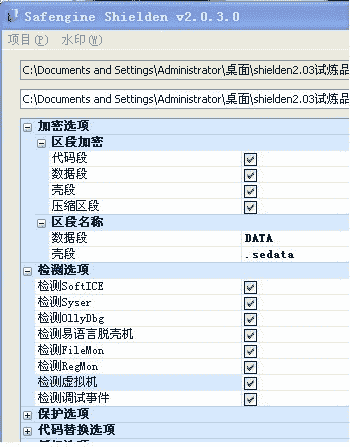 Safengine Shielden v2.0.3.0
项目(P) 水印(W)
C:\Documents and Settings\Administrator\桌面\shielden2.03试炼品
C:\Documents and Settings\Administrator\桌面\shielden2.03试炼品
加密选项
区段加密
代码段
数据段
壳段
压缩区段
区段名称
数据段 DATA
壳段 .sedata
检测选项
检测SoftICE
检测Syser
检测OllyDbg
检测易语言脱壳机
检测FileMon
检测RegMon
检测虚拟机
检测调试事件
保护选项
代码替换选项